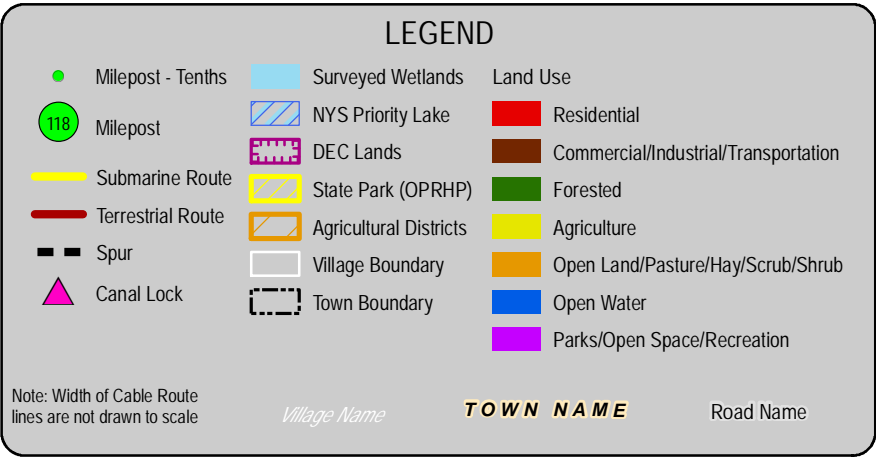 LEGEND
Milepost - Tenths
118
Milepost
Submarine Route
Terrestrial Route
Spur
Canal Lock
Surveyed Wetlands
NYS Priority Lake
DEC Lands
State Park (OPRHP)
Agricultural Districts
Village Boundary
Town Boundary
Land Use
Residential
Commercial/Industrial/Transportation
Forested
Agriculture
Open Land/Pasture/Hay/Scrub/Shrub
Open Water
Parks/Open Space/Recreation
Note: Width of Cable Route
lines are not drawn to scale
Village Name
TOWN NAME
Road Name